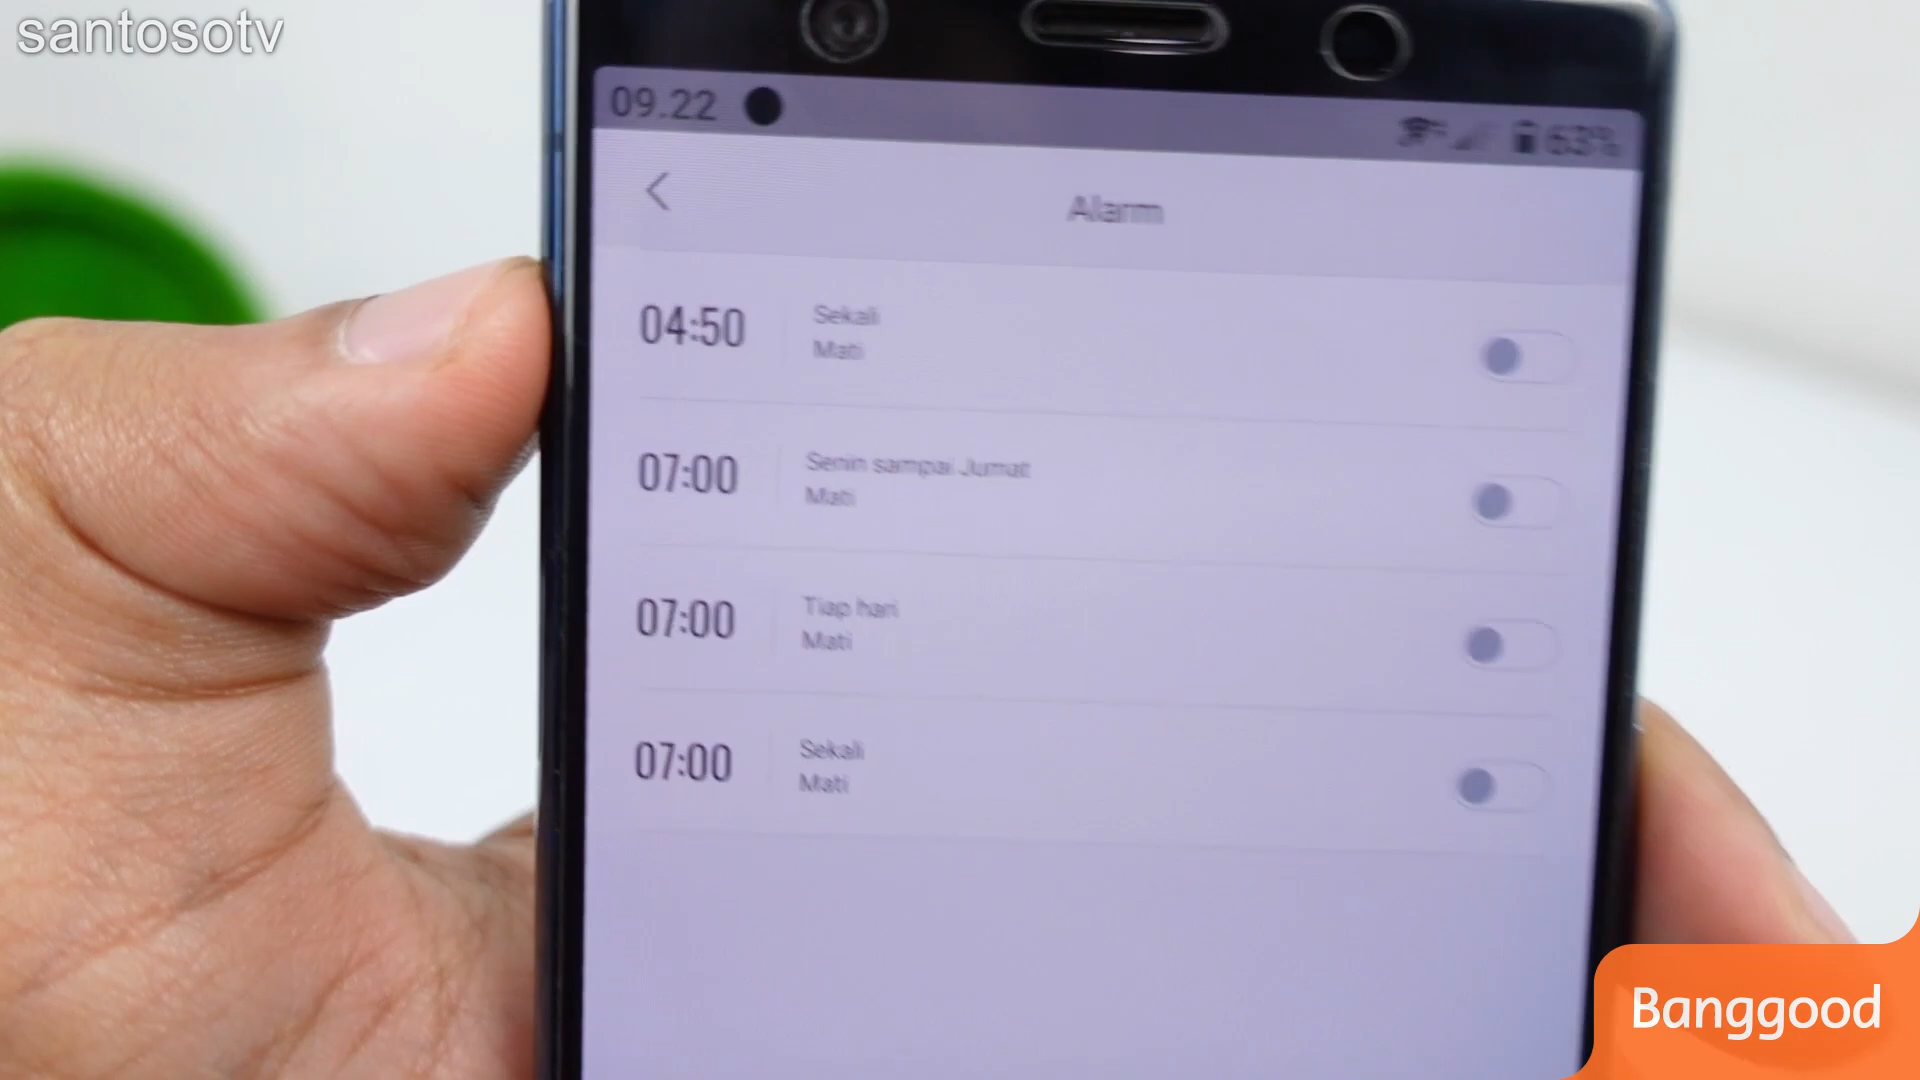 santosotv
09.22
63%
Alarm
04:50
Sekali
Mati
07:00
Senin sampai Jumat
Mati
07:00
Tiap hari
Mati
07:00
Sekali
Mati
Banggood